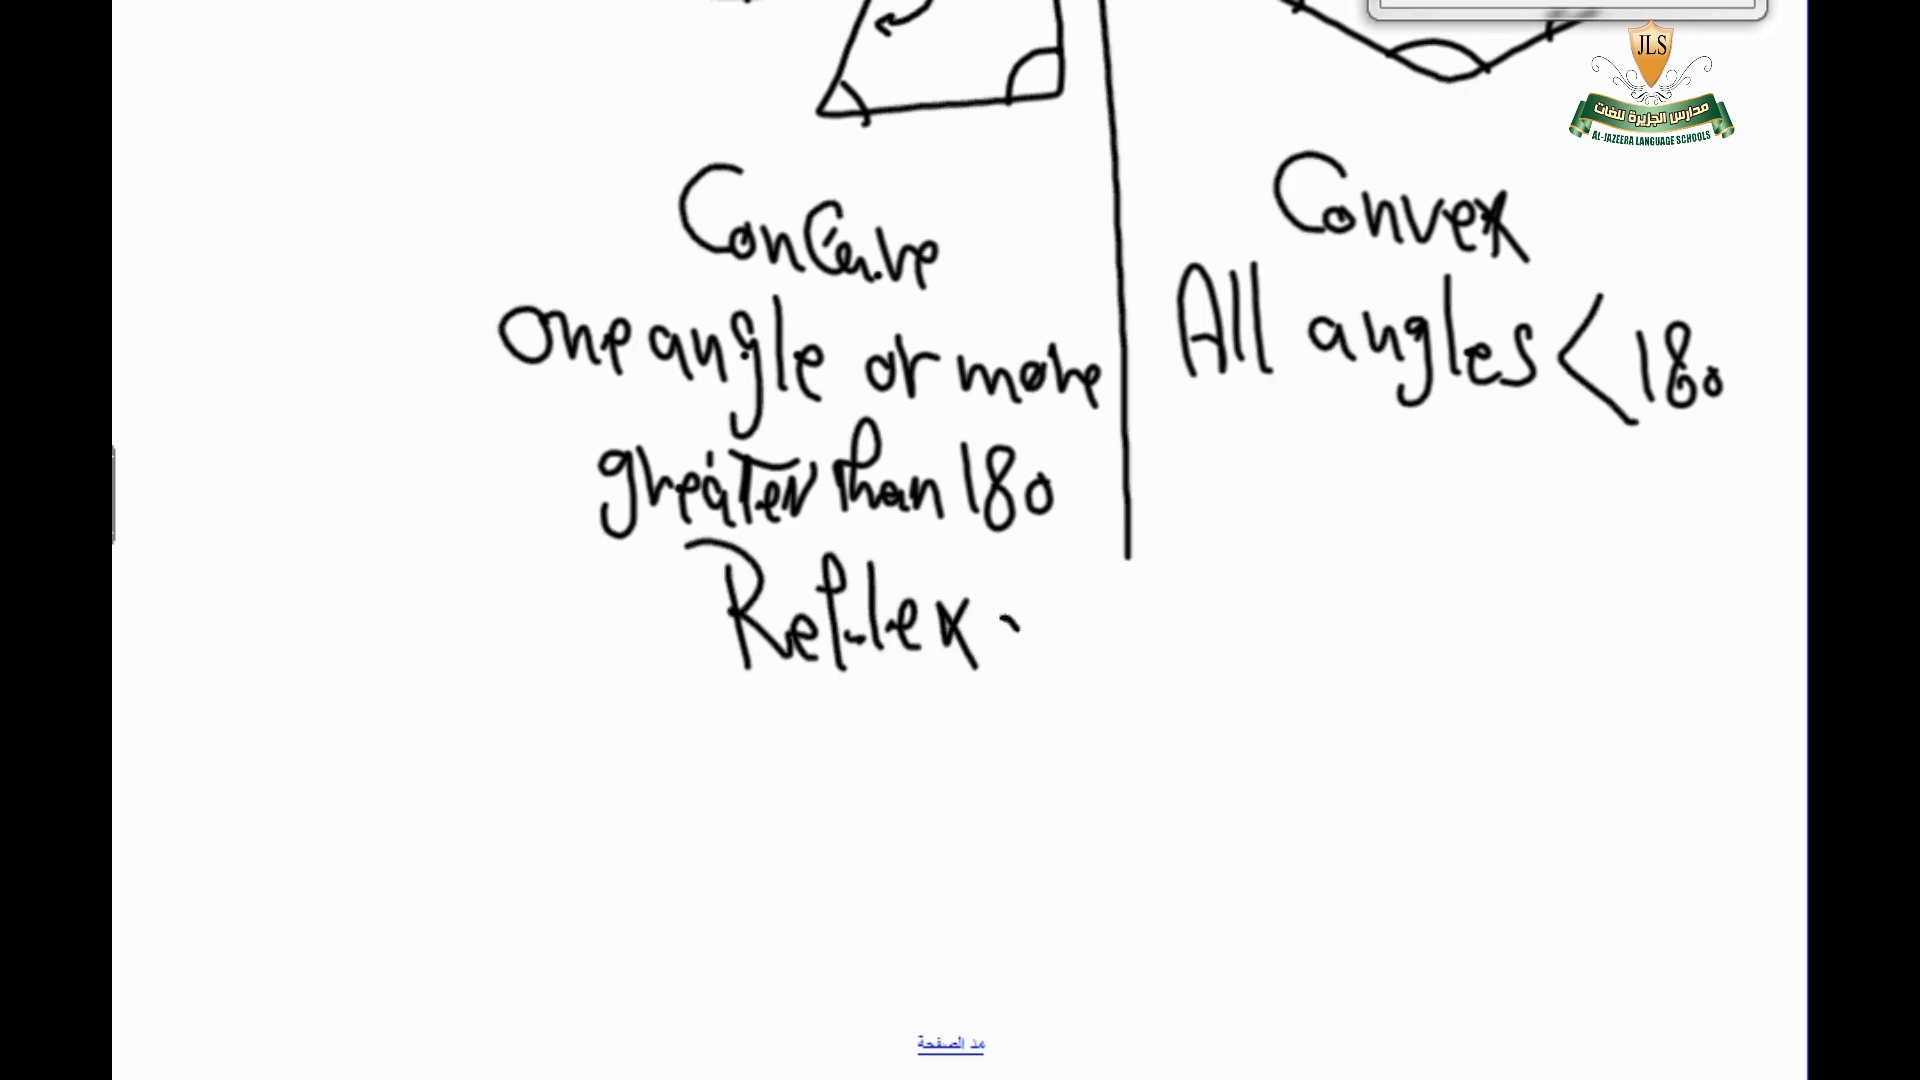 JLS
مدارس الجزيرة للغات
AL-JAZEERA LANGUAGE SCHOOLS
Concave
one angle or more
greater than 180
Reflex
Convex
All angles < 180
مد الصفحة